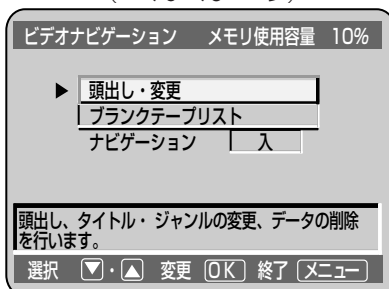 ビデオナビゲーション メモリ使用容量 10%
▶ 頭出し・変更
ブランクテープリスト
ナビゲーション 入
頭出し、タイトル・ジャンルの変更、データの削除
を行います。
選択 ▼・▲ 変更 OK 終了 メニュー